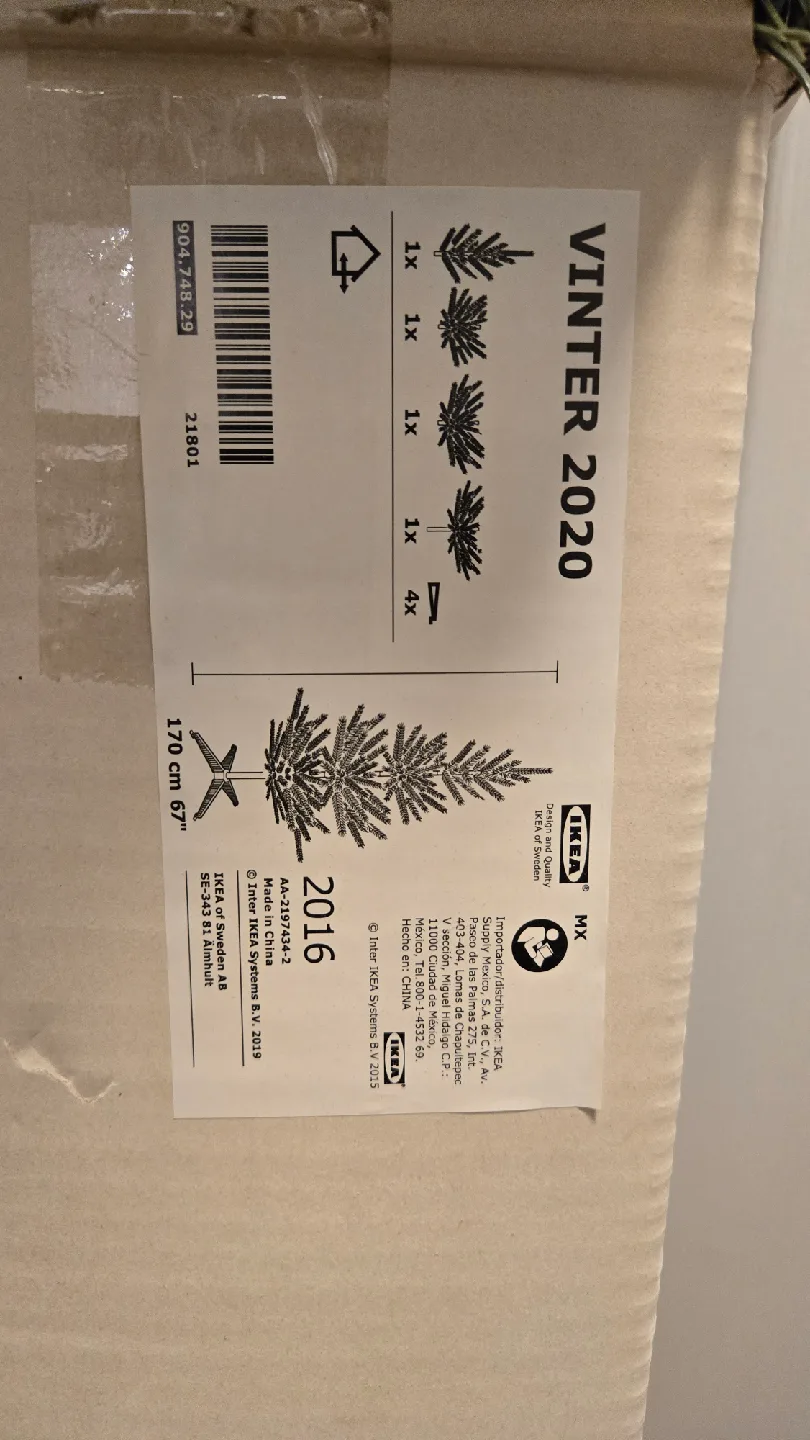 VINTER 2020
1x 1x 1x 1x 4x
904.748.29
21801
170 cm 67"
IKEA®
Design and Quality
IKEA of Sweden
2016
AA-2197434-2
Made in China
© Inter IKEA Systems B.V. 2019
IKEA of Sweden AB
SE-343 81 Älmhult
MX
Importador/distribuidor: IKEA
Supply Mexico, S.A. de C.V., Av.
Paseo de las Palmas 275, Int.
403-404, Lomas de Chapultepec
V sección, Miguel Hidalgo C.P.:
11000 Ciudad de México,
México, Tel.800-1-4532 69.
Hecho en: CHINA
IKEA®
© Inter IKEA Systems B.V 2015